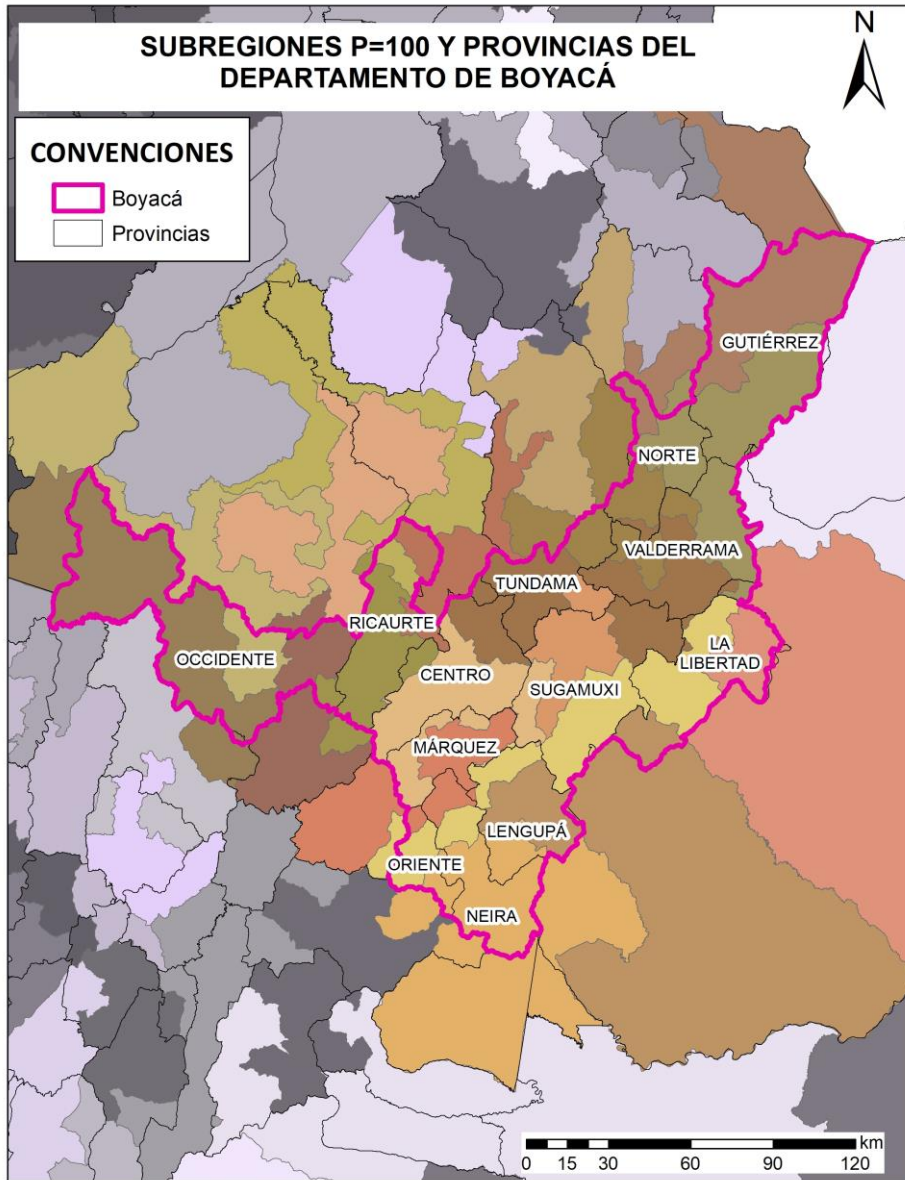 SUBREGIONES P=100 Y PROVINCIAS DEL
DEPARTAMENTO DE BOYACÁ
N
CONVENCIONES
Boyacá
Provincias
GUTIÉRREZ
NORTE
VALDERRAMA
TUNDAMA
RICAURTE
LA
LIBERTAD
OCCIDENTE
CENTRO
SUGAMUXI
MÁRQUEZ
LENGUPÁ
ORIENTE
NEIRA
km
0 15 30 60 90 120